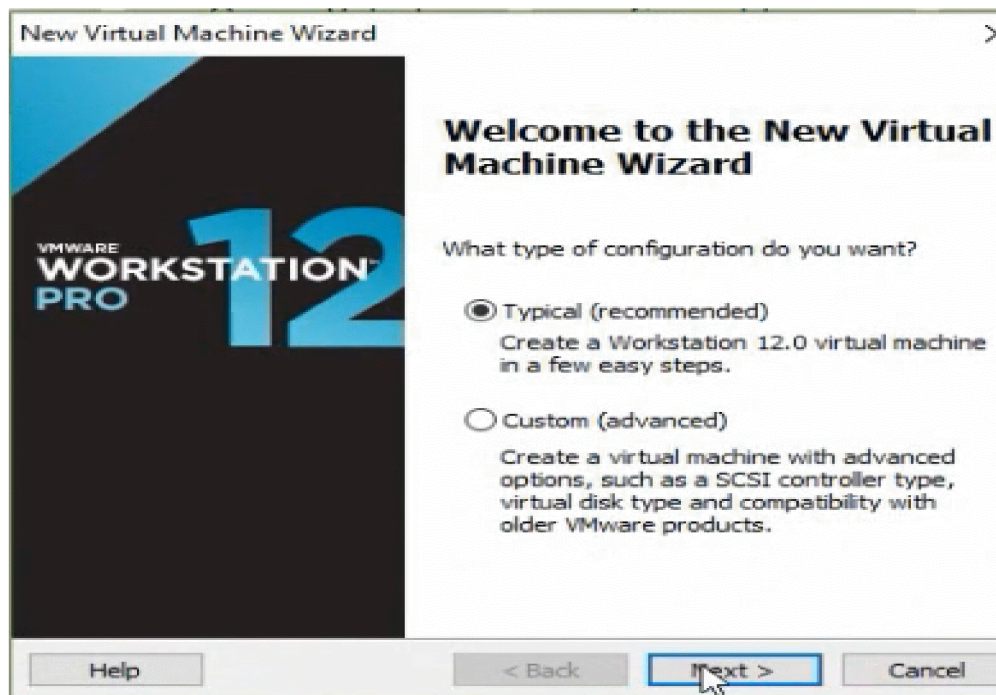 New Virtual Machine Wizard
Welcome to the New Virtual
Machine Wizard
VMWARE
WORKSTATION™
PRO
12
What type of configuration do you want?
Typical (recommended)
Create a Workstation 12.0 virtual machine
in a few easy steps.
Custom (advanced)
Create a virtual machine with advanced
options, such as a SCSI controller type,
virtual disk type and compatibility with
older VMware products.
Help
< Back
Next >
Cancel